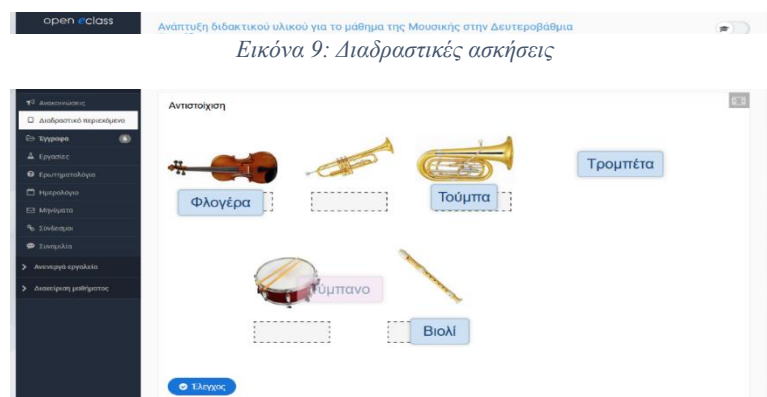 open eclass
Ανάπτυξη διδακτικού υλικού για το μάθημα της Μουσικής στην Δευτεροβάθμια
Εικόνα 9: Διαδραστικές ασκήσεις
Ανακοινώσεις
Διαδραστικό περιεχόμενο
Έγγραφα
Εργασίες
Ερωτηματολόγια
Ημερολόγιο
Μηνύματα
Σύνδεσμοι
Συνομιλία
Ανενεργά εργαλεία
Διαχείριση μαθήματος
Αντιστοίχιση
Τρομπέτα
Φλογέρα
Τούμπα
ύμπανο
Βιολί
Έλεγχος